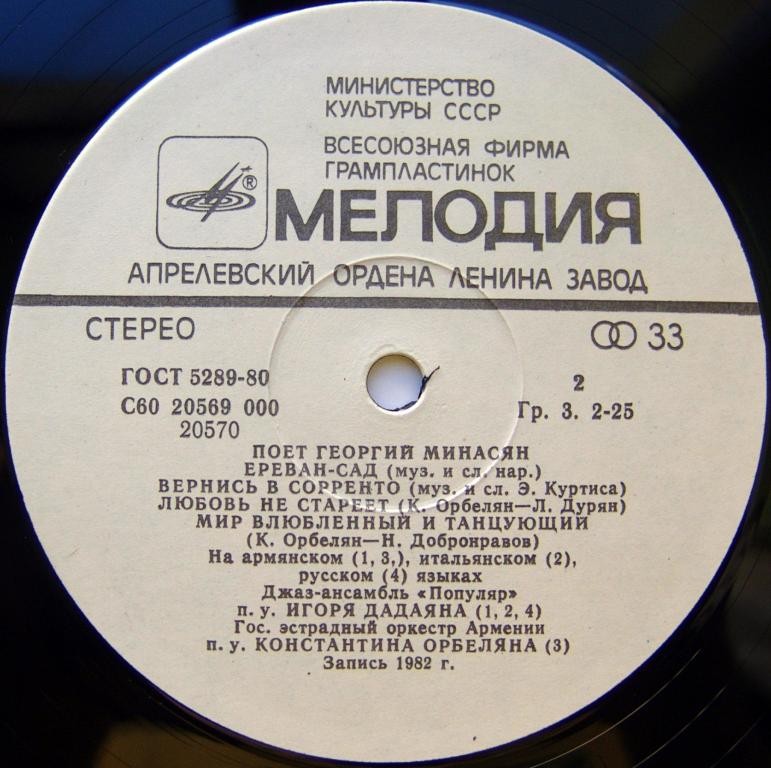 МИНИСТЕРСТВО
КУЛЬТУРЫ СССР
ВСЕСОЮЗНАЯ ФИРМА
ГРАМПЛАСТИНОК
®
МЕЛОДИЯ
АПРЕЛЕВСКИЙ ОРДЕНА ЛЕНИНА ЗАВОД
СТЕРЕО
33
ГОСТ 5289-80
2
С60 20569 000
Гр. 3. 2-25
20570
ПОЕТ ГЕОРГИЙ МИНАСЯН
ЕРЕВАН-САД (муз. и сл. нар.)
ВЕРНИСЬ В СОРРЕНТО (муз. и сл. Э. Куртиса)
ЛЮБОВЬ НЕ СТАРЕЕТ (К. Орбелян—Л. Дурян)
МИР ВЛЮБЛЕННЫЙ И ТАНЦУЮЩИЙ
(К. Орбелян—Н. Добронравов)
На армянском (1, 3,), итальянском (2),
русском (4) языках
Джаз-ансамбль «Популяр»
п. у. ИГОРЯ ДАДАЯНА (1, 2, 4)
Гос. эстрадный оркестр Армении
п. у. КОНСТАНТИНА ОРБЕЛЯНА (3)
Запись 1982 г.